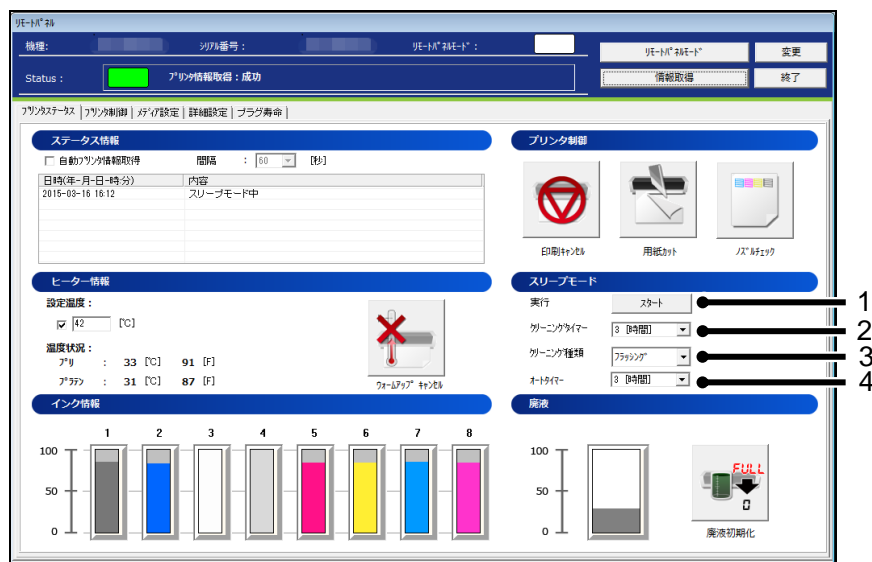 リモートパネル
機種:
シリアル番号 :
リモートパネルモード :
リモートパネルモード
変更
Status :
プリンタ情報取得 : 成功
情報取得
終了
プリンタステータス
プリンタ制御
メディア設定
詳細設定
プラグ寿命
ステータス情報
自動プリンタ情報取得 間隔 : 60 [秒]
日時(年-月-日-時:分) 内容
2015-03-16 16:12 スリープモード中
プリンタ制御
印刷キャンセル
用紙カット
ノズルチェック
ヒーター情報
設定温度 :
42 [℃]
温度状況 :
プリ : 33 [℃] 91 [F]
プラテン : 31 [℃] 87 [F]
ウォームアップ キャンセル
スリープモード
実行 スタート 1
クリーニングタイマー 3 [時間] 2
クリーニング種類 フラッシング 3
オートタイマー 3 [時間] 4
インク情報
1 2 3 4 5 6 7 8
100
50
0
廃液
100
50
0
FULL
0
廃液初期化